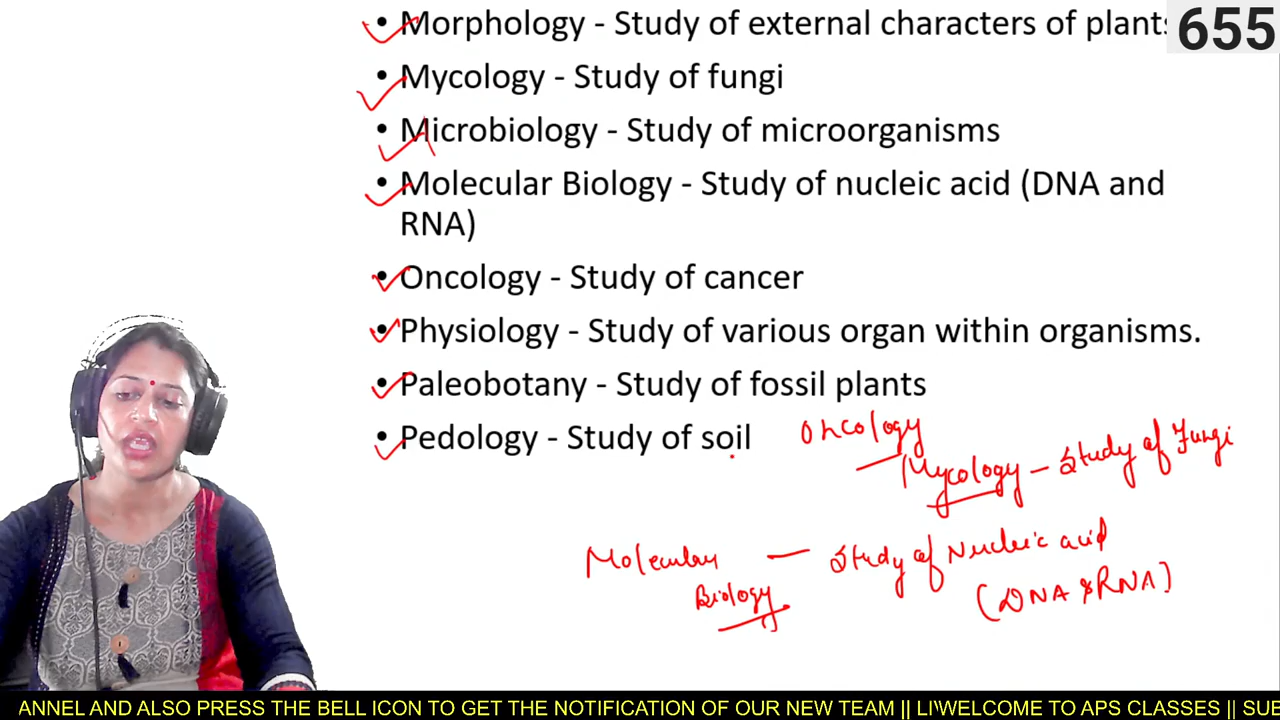 • Morphology - Study of external characters of plants
655
• Mycology - Study of fungi
• Microbiology - Study of microorganisms
• Molecular Biology - Study of nucleic acid (DNA and
RNA)
• Oncology - Study of cancer
• Physiology - Study of various organ within organisms.
• Paleobotany - Study of fossil plants
• Pedology - Study of soil
Oncology
Mycology - Study of Fungi
Molecular Biology - Study of Nucleic acid
(DNA & RNA)
ANNEL AND ALSO PRESS THE BELL ICON TO GET THE NOTIFICATION OF OUR NEW TEAM || LI'WELCOME TO APS CLASSES || SUB